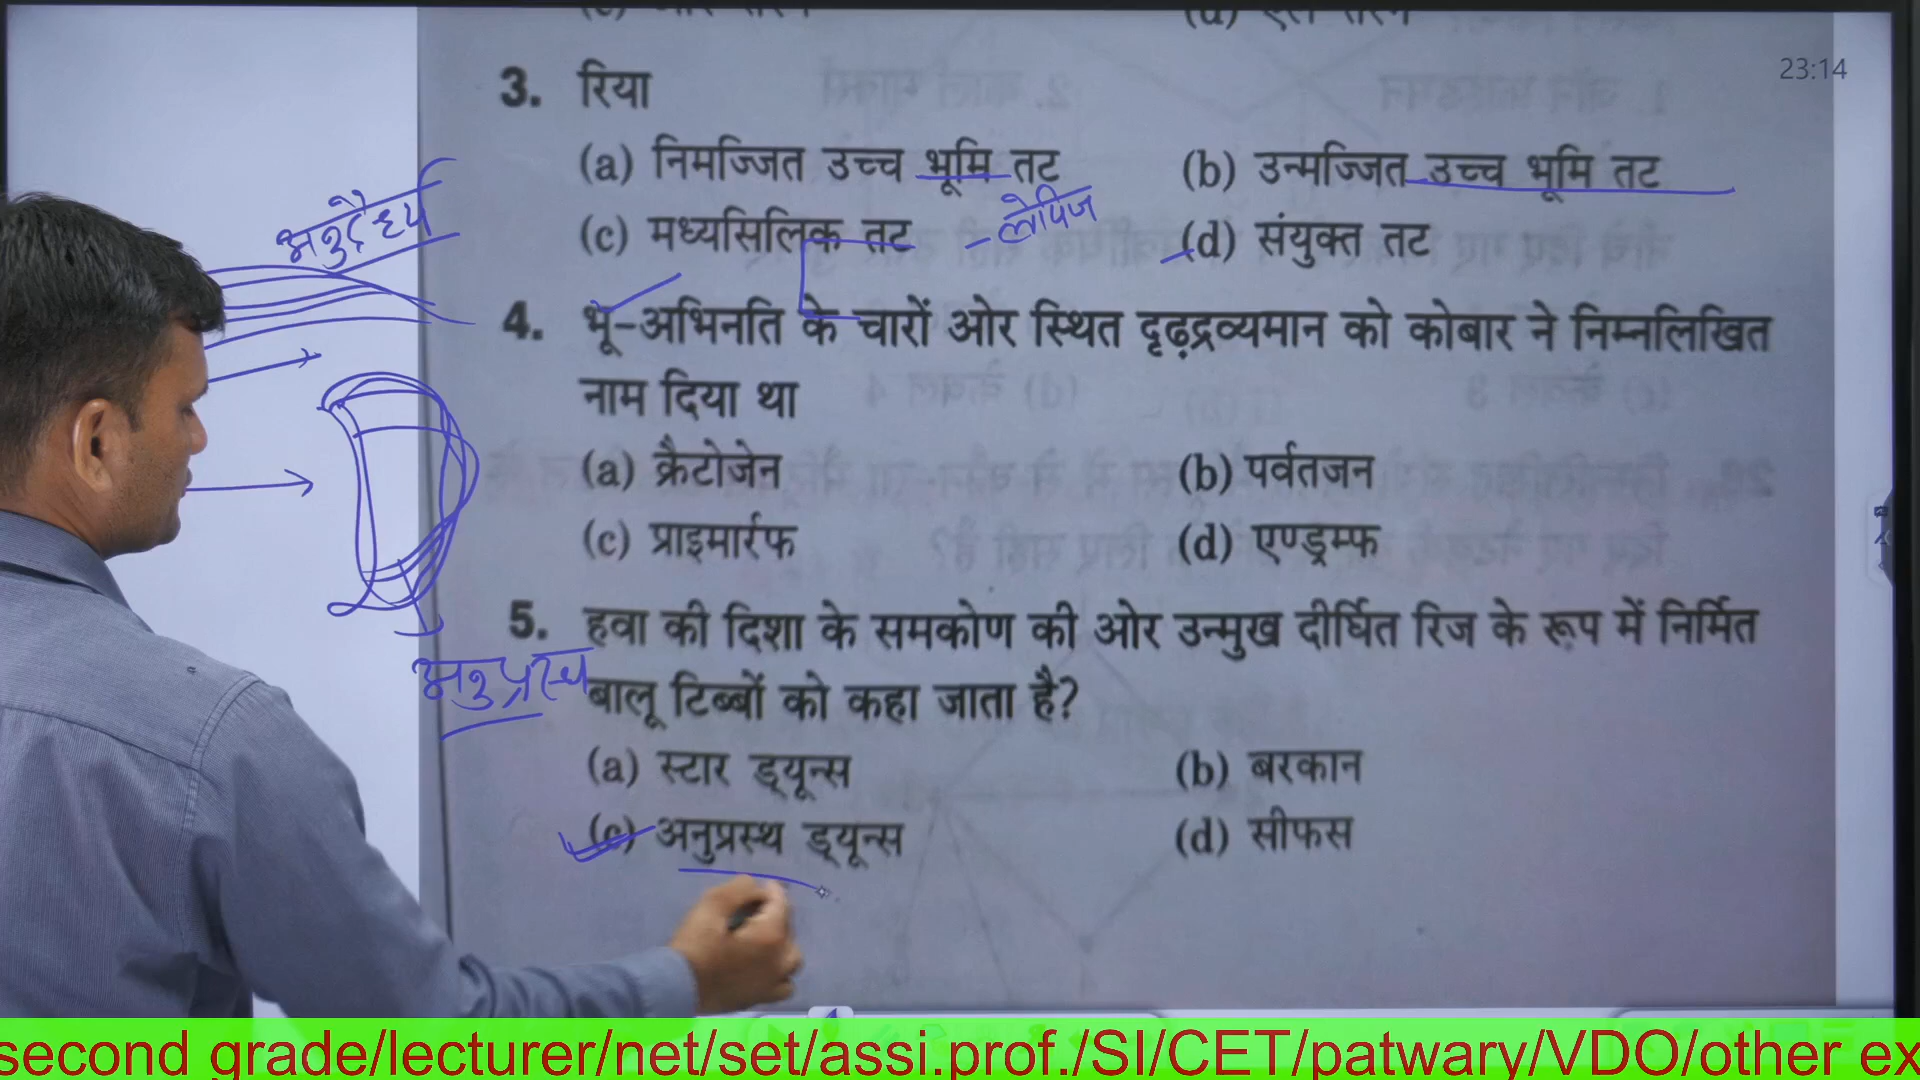 23:14
3. रिया
(a) निमज्जित उच्च भूमि तट (b) उन्मज्जित उच्च भूमि तट
(c) मध्यसिलिक तट (d) संयुक्त तट
4. भू-अभिनति के चारों ओर स्थित दृढ़द्रव्यमान को कोबार ने निम्नलिखित
नाम दिया था
(a) क्रैटोजेन (b) पर्वतजन
(c) प्राइमार्रफ (d) एण्ड्रम्फ
5. हवा की दिशा के समकोण की ओर उन्मुख दीर्घित रिज के रूप में निर्मित
अनुप्रस्थ
बालू टिब्बों को कहा जाता है?
(a) स्टार ड्यून्स (b) बरकान
(c) अनुप्रस्थ ड्यून्स (d) सीफस
second grade/lecturer/net/set/assi.prof./SI/CET/patwary/VDO/other ex